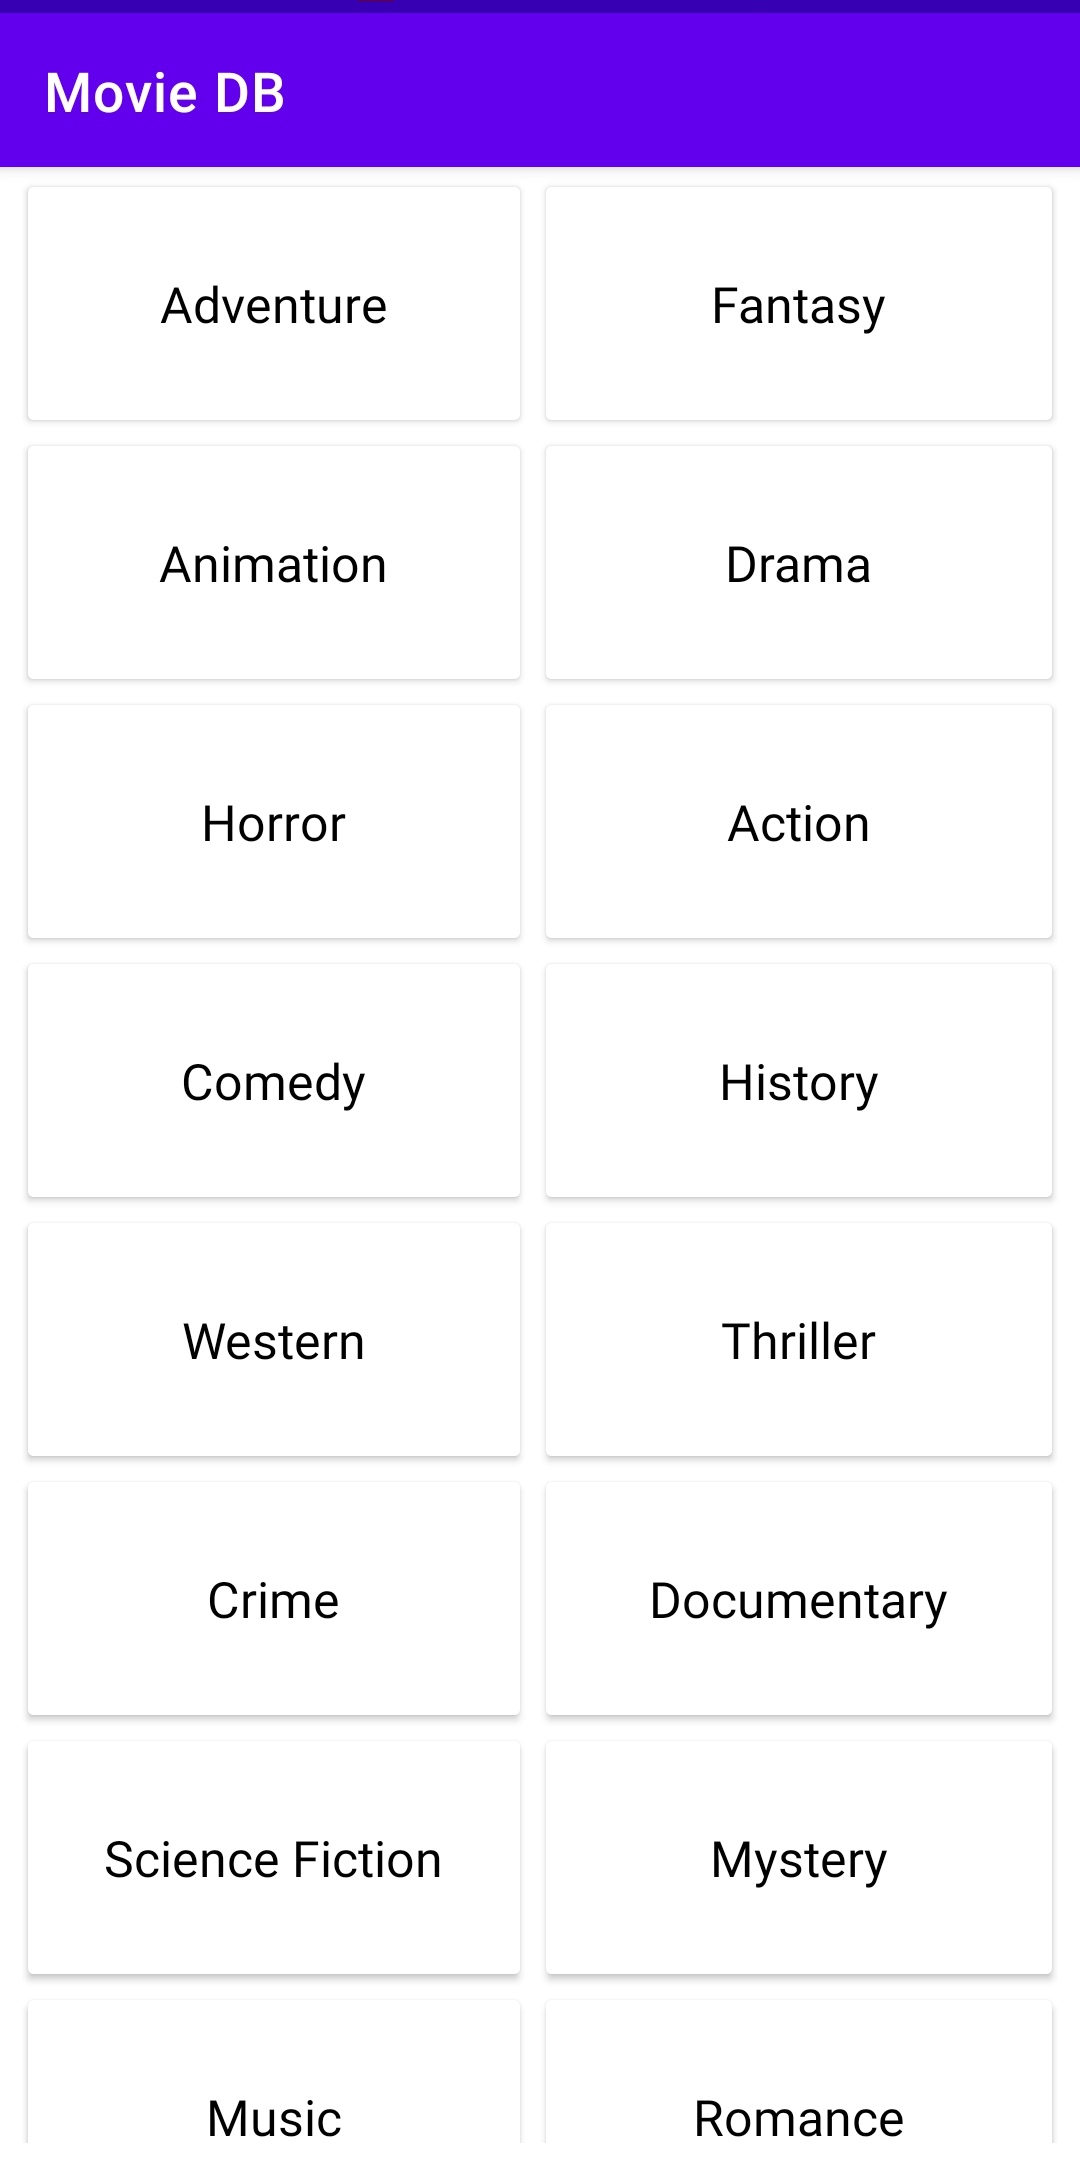 Movie DB
Adventure
Fantasy
Animation
Drama
Horror
Action
Comedy
History
Western
Thriller
Crime
Documentary
Science Fiction
Mystery
Music
Romance